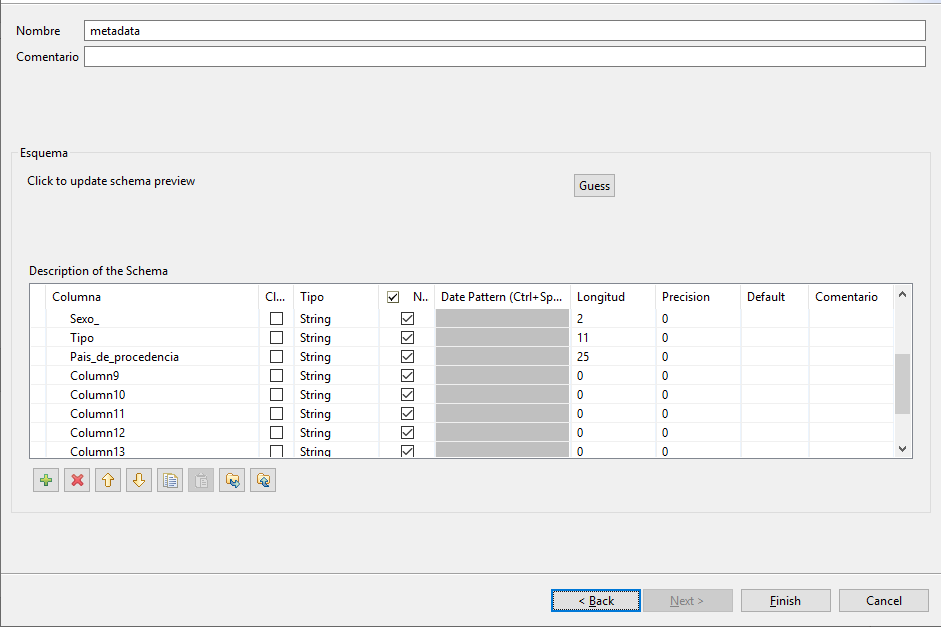 Nombre metadata
Comentario
Esquema
Click to update schema preview
Guess
Description of the Schema
Columna Cl... Tipo N.. Date Pattern (Ctrl+Sp... Longitud Precision Default Comentario
Sexo_ String 2 0
Tipo String 11 0
Pais_de_procedencia String 25 0
Column9 String 0 0
Column10 String 0 0
Column11 String 0 0
Column12 String 0 0
Column13 String 0 0
< Back Next > Finish Cancel